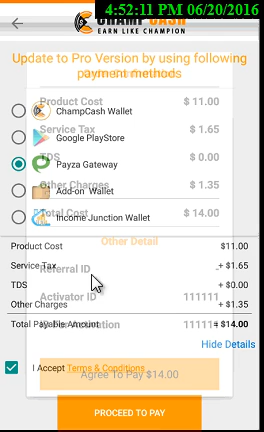 4:52:11 PM 06/20/2016
CHAMPCASH
EARN LIKE CHAMPION
Update to Pro Version by using following
payment methods
Product Cost $ 11.00
ChampCash Wallet
Service Tax $ 1.65
Google PlayStore
TDS $ 0.00
Payza Gateway
Other Charges $ 1.35
Add-on Wallet
Total Cost $ 14.00
Income Junction Wallet
Other Detail
Product Cost $11.00
Service Tax + $1.65
Referral ID
TDS + $0.00
Activator ID 111111
Other Charges + $1.35
Total Payable Amount = $14.00
Activation 11111
Hide Details
I Accept Terms & Conditions
Agree To Pay $14.00
PROCEED TO PAY